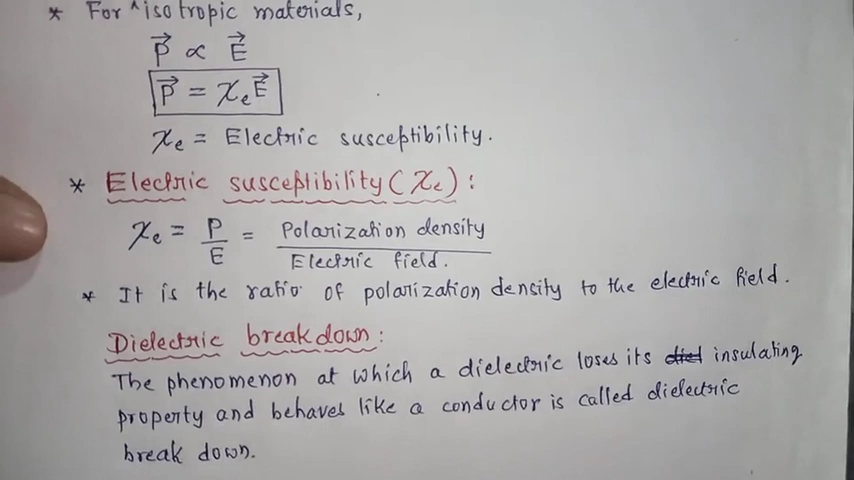 * For ^ isotropic materials,
P⃗ ∝ E⃗
P⃗ = χₑ E⃗
χₑ = Electric susceptibility.
* Electric susceptibility (χₑ) :
χₑ = P/E = Polarization density / Electric field.
* It is the ratio of polarization density to the electric field.
Dielectric breakdown :
The phenomenon at which a dielectric loses its insulating
property and behaves like a conductor is called dielectric
break down.